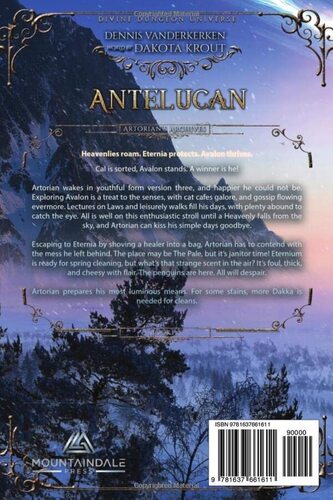 DIVINE DUNGEON UNIVERSE
DENNIS VANDERKERKEN
WORLD BY DAKOTA KROUT
ANTELUCAN
ARTORIAN'S ARCHIVES
Heavenlies roam. Eternia protects. Avalon thrives.
Cal is sorted, Avalon stands. A winner is he!
Artorian wakes in youthful form version three, and happier he could not be.
Exploring Avalon is a treat to the senses, with cat cafes galore, and gossip flowing
evermore. Lectures on Laws and leisurely walks fill his days, with plenty abound to
catch the eye. All is well on this enthusiastic stroll until a Heavenly falls from the
sky, and Artorian can kiss his simple days goodbye.
Escaping to Eternia by shoving a healer into a bag, Artorian has to contend with
the mess he left behind. The place may be The Pale, but it's janitor time! Eternium
is ready for spring cleaning, but what's that strange scent in the air? It's foul, thick,
and cheesy with flair. The penguins are here. All will despair.
Artorian prepares his most luminous means. For some stains, more Dakka is
needed for cleans.
MOUNTAINDALE
PRESS
ISBN 9781637661611
90000
9 781637 661611